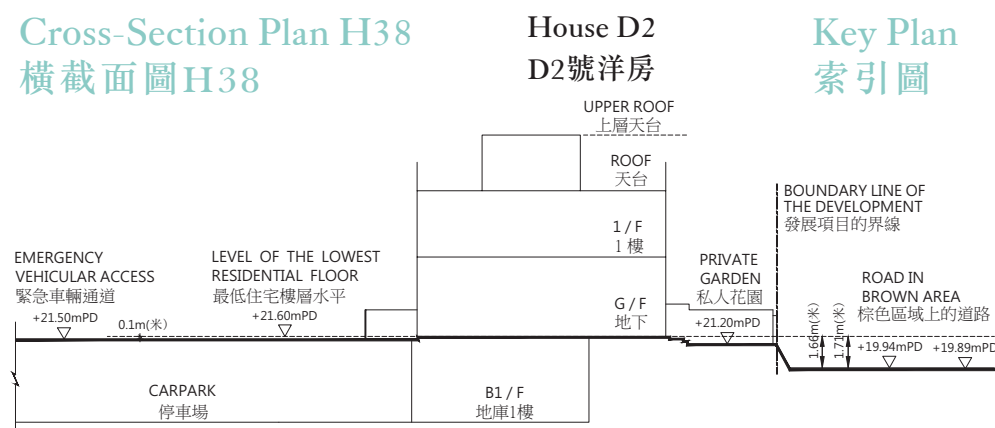 Cross-Section Plan H38
橫截面圖H38
House D2
D2號洋房
Key Plan
索引圖
UPPER ROOF
上層天台
ROOF
天台
1 / F
1 樓
G / F
地下
BOUNDARY LINE OF
THE DEVELOPMENT
發展項目的界線
EMERGENCY
VEHICULAR ACCESS
緊急車輛通道
+21.50mPD
0.1m(米)
LEVEL OF THE LOWEST
RESIDENTIAL FLOOR
最低住宅樓層水平
+21.60mPD
PRIVATE
GARDEN
私人花園
+21.20mPD
ROAD IN
BROWN AREA
棕色區域上的道路
1.66m(米)
1.71m(米)
+19.94mPD
+19.89mPD
CARPARK
停車場
B1 / F
地庫1樓